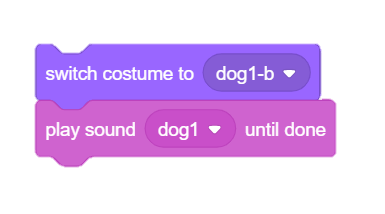 switch costume to dog1-b
play sound dog1 until done